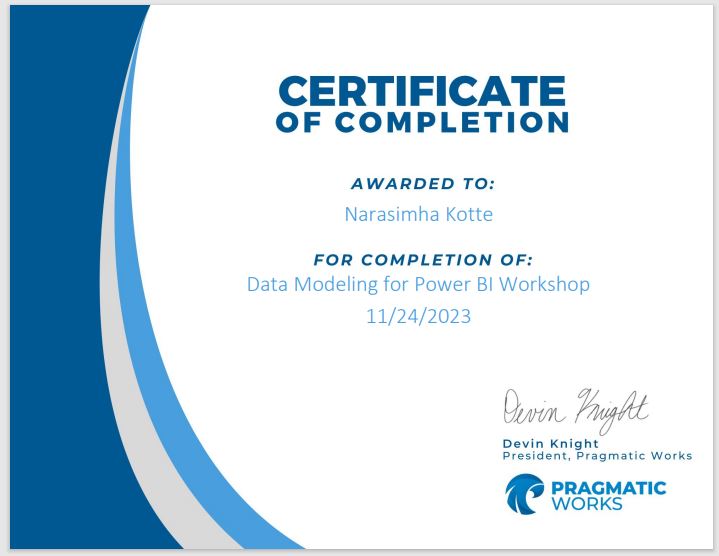 CERTIFICATE
OF COMPLETION
AWARDED TO:
Narasimha Kotte
FOR COMPLETION OF:
Data Modeling for Power BI Workshop
11/24/2023
Devin Knight
Devin Knight
President, Pragmatic Works
PRAGMATIC
WORKS